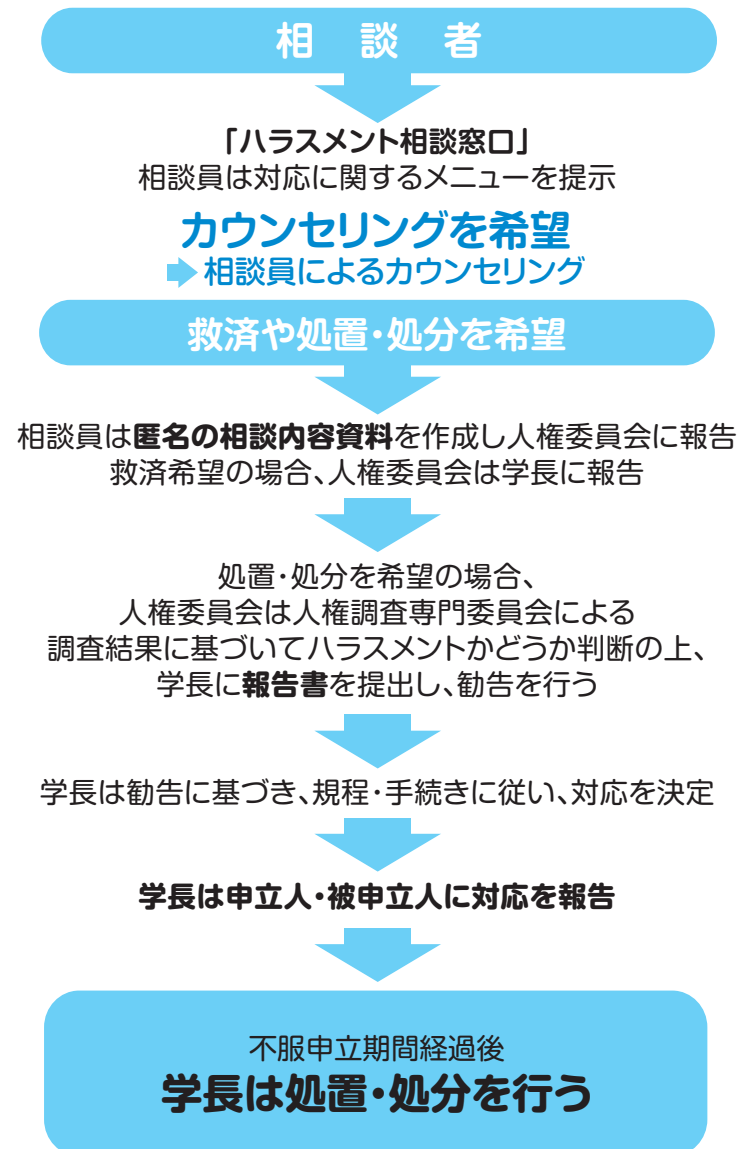 相 談 者
「ハラスメント相談窓口」
相談員は対応に関するメニューを提示
カウンセリングを希望
相談員によるカウンセリング
救済や処置・処分を希望
相談員は匿名の相談内容資料を作成し人権委員会に報告
救済希望の場合、人権委員会は学長に報告
処置・処分を希望の場合、
人権委員会は人権調査専門委員会による
調査結果に基づいてハラスメントかどうか判断の上、
学長に報告書を提出し、勧告を行う
学長は勧告に基づき、規程・手続きに従い、対応を決定
学長は申立人・被申立人に対応を報告
不服申立期間経過後
学長は処置・処分を行う